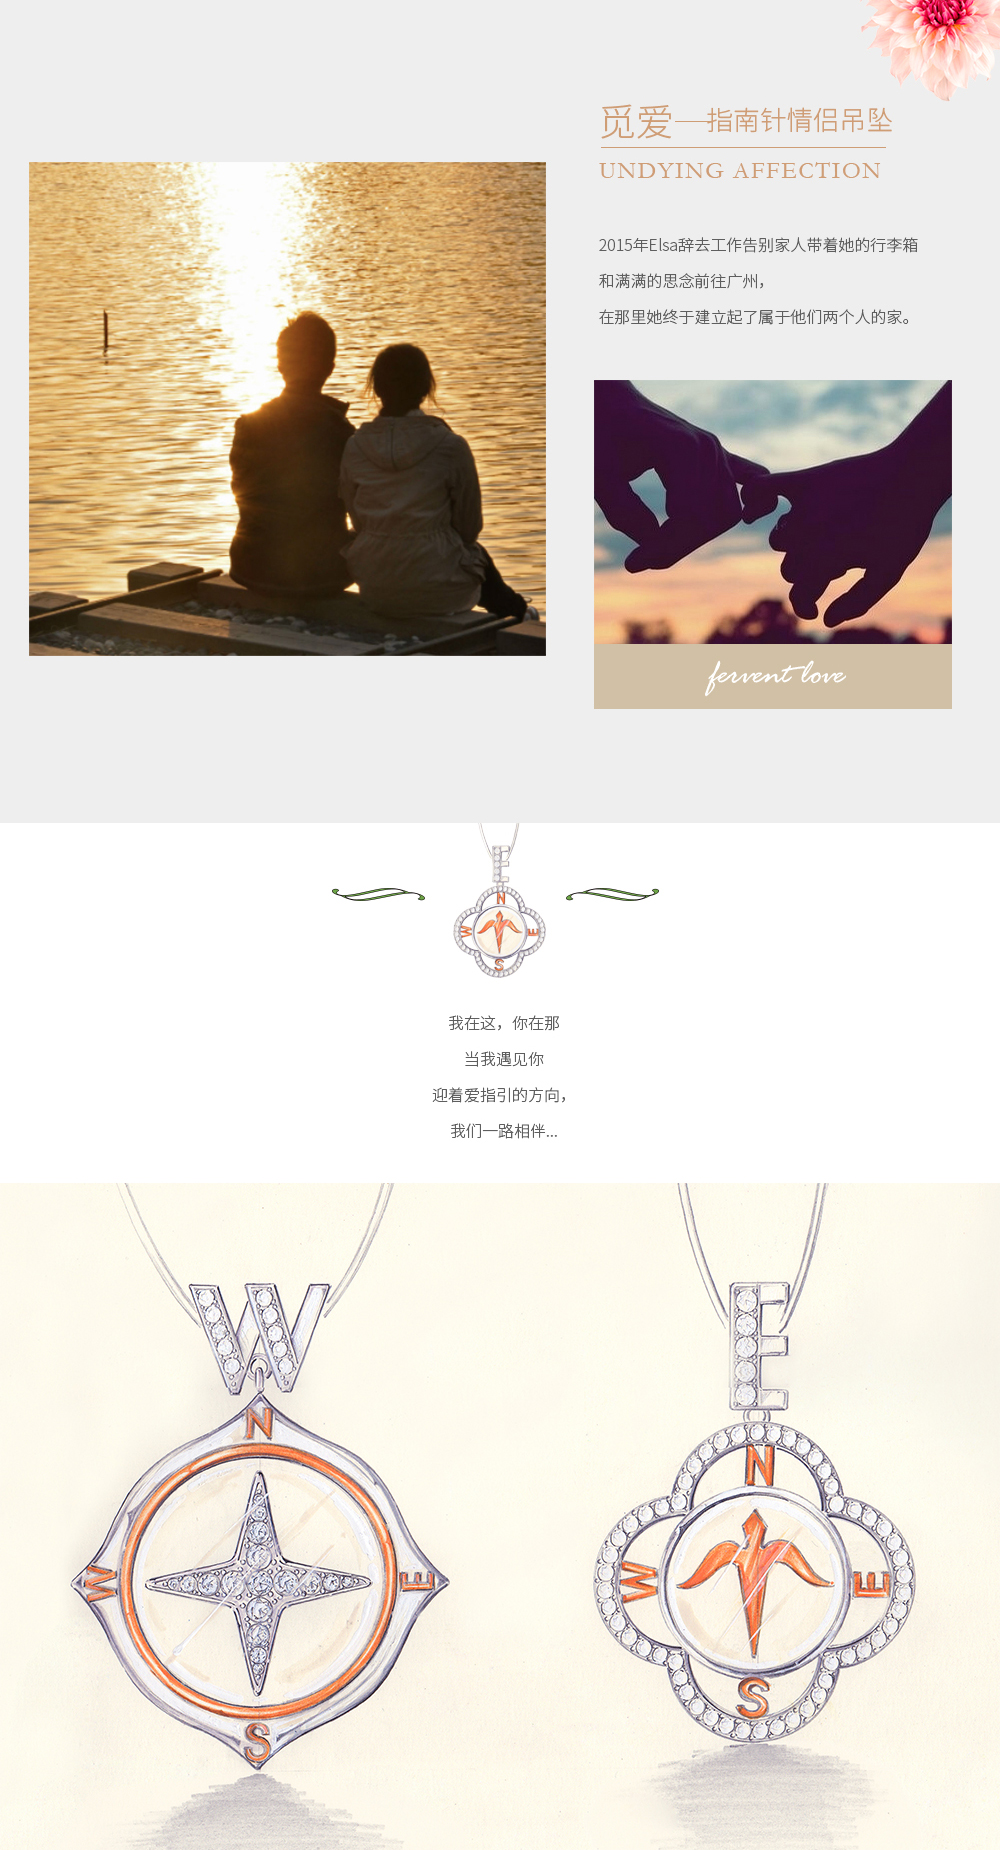 觅爱——指南针情侣吊坠
UNDYING AFFECTION
2015年Elsa辞去工作告别家人带着她的行李箱
和满满的思念前往广州，
在那里她终于建立起了属于他们两个人的家。
fervent love
E
N
W E
S
我在这，你在那
当我遇见你
迎着爱指引的方向，
我们一路相伴...
W
N
W E
S
E
N
W E
S